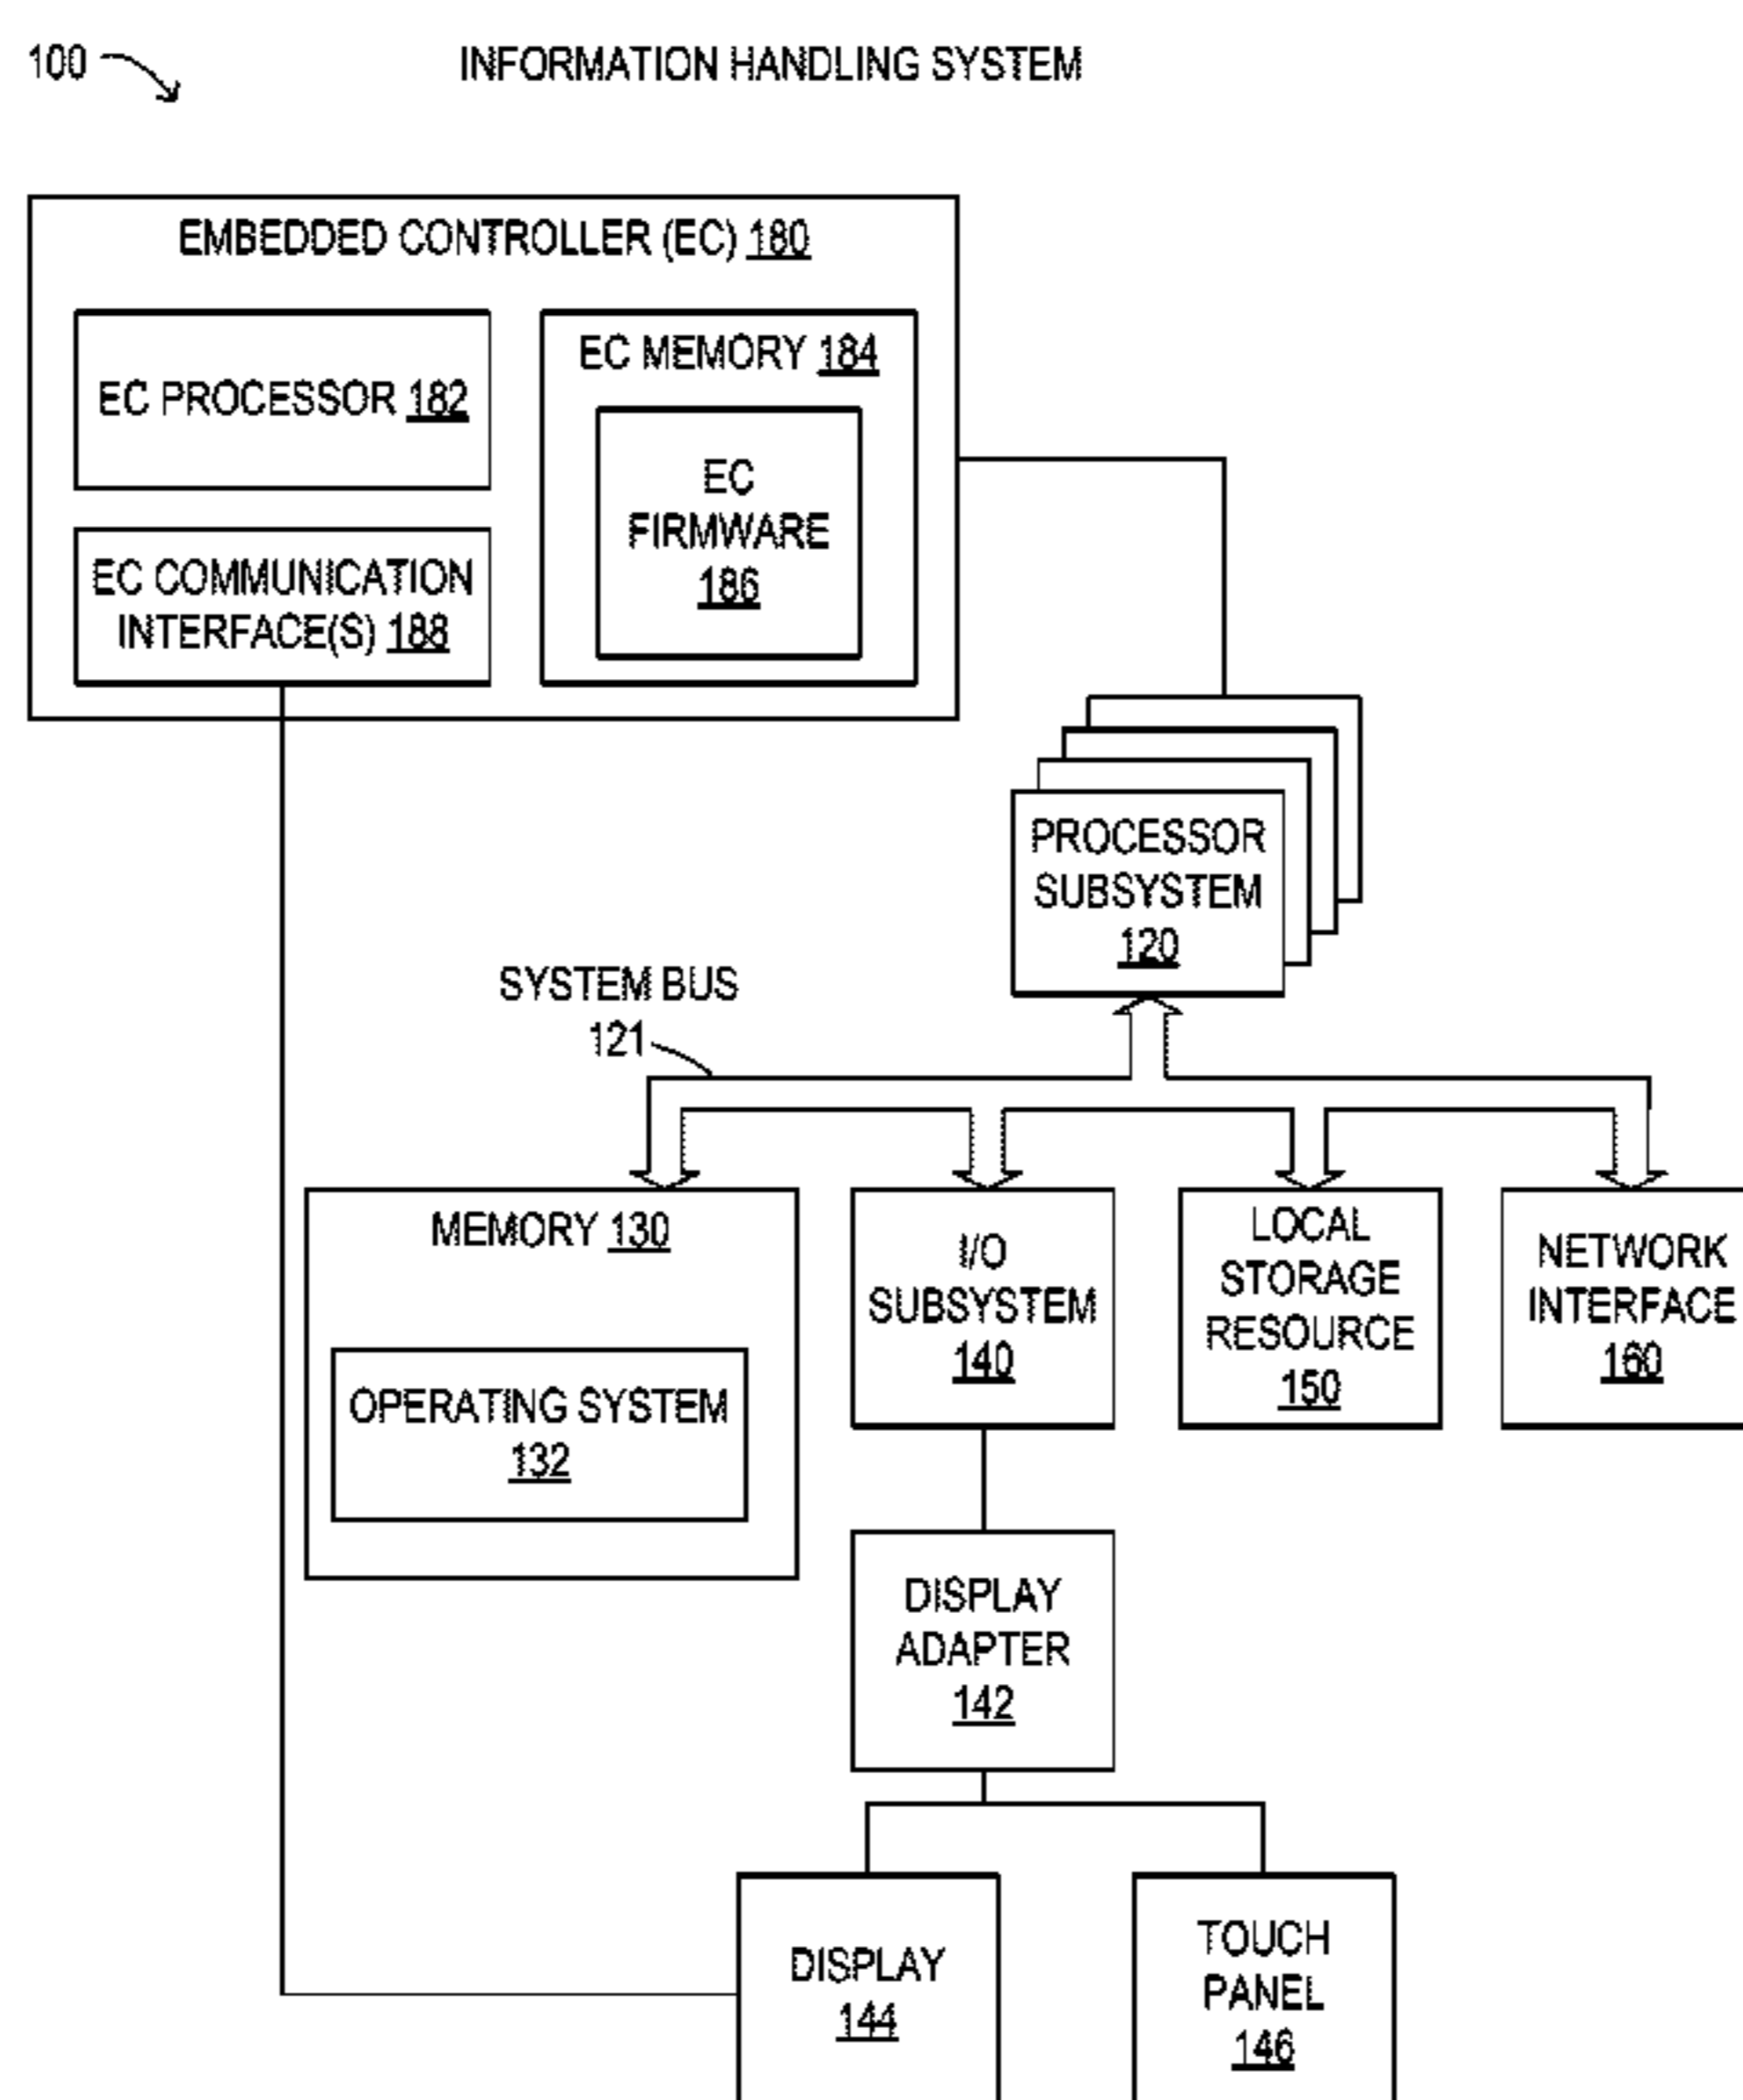 100
INFORMATION HANDLING SYSTEM
EMBEDDED CONTROLLER (EC) 180
EC PROCESSOR 182
EC MEMORY 184
EC
FIRMWARE
186
EC COMMUNICATION
INTERFACE(S) 188
PROCESSOR
SUBSYSTEM
120
SYSTEM BUS
121
MEMORY 130
OPERATING SYSTEM
132
I/O
SUBSYSTEM
140
LOCAL
STORAGE
RESOURCE
150
NETWORK
INTERFACE
160
DISPLAY
ADAPTER
142
DISPLAY
144
TOUCH
PANEL
146